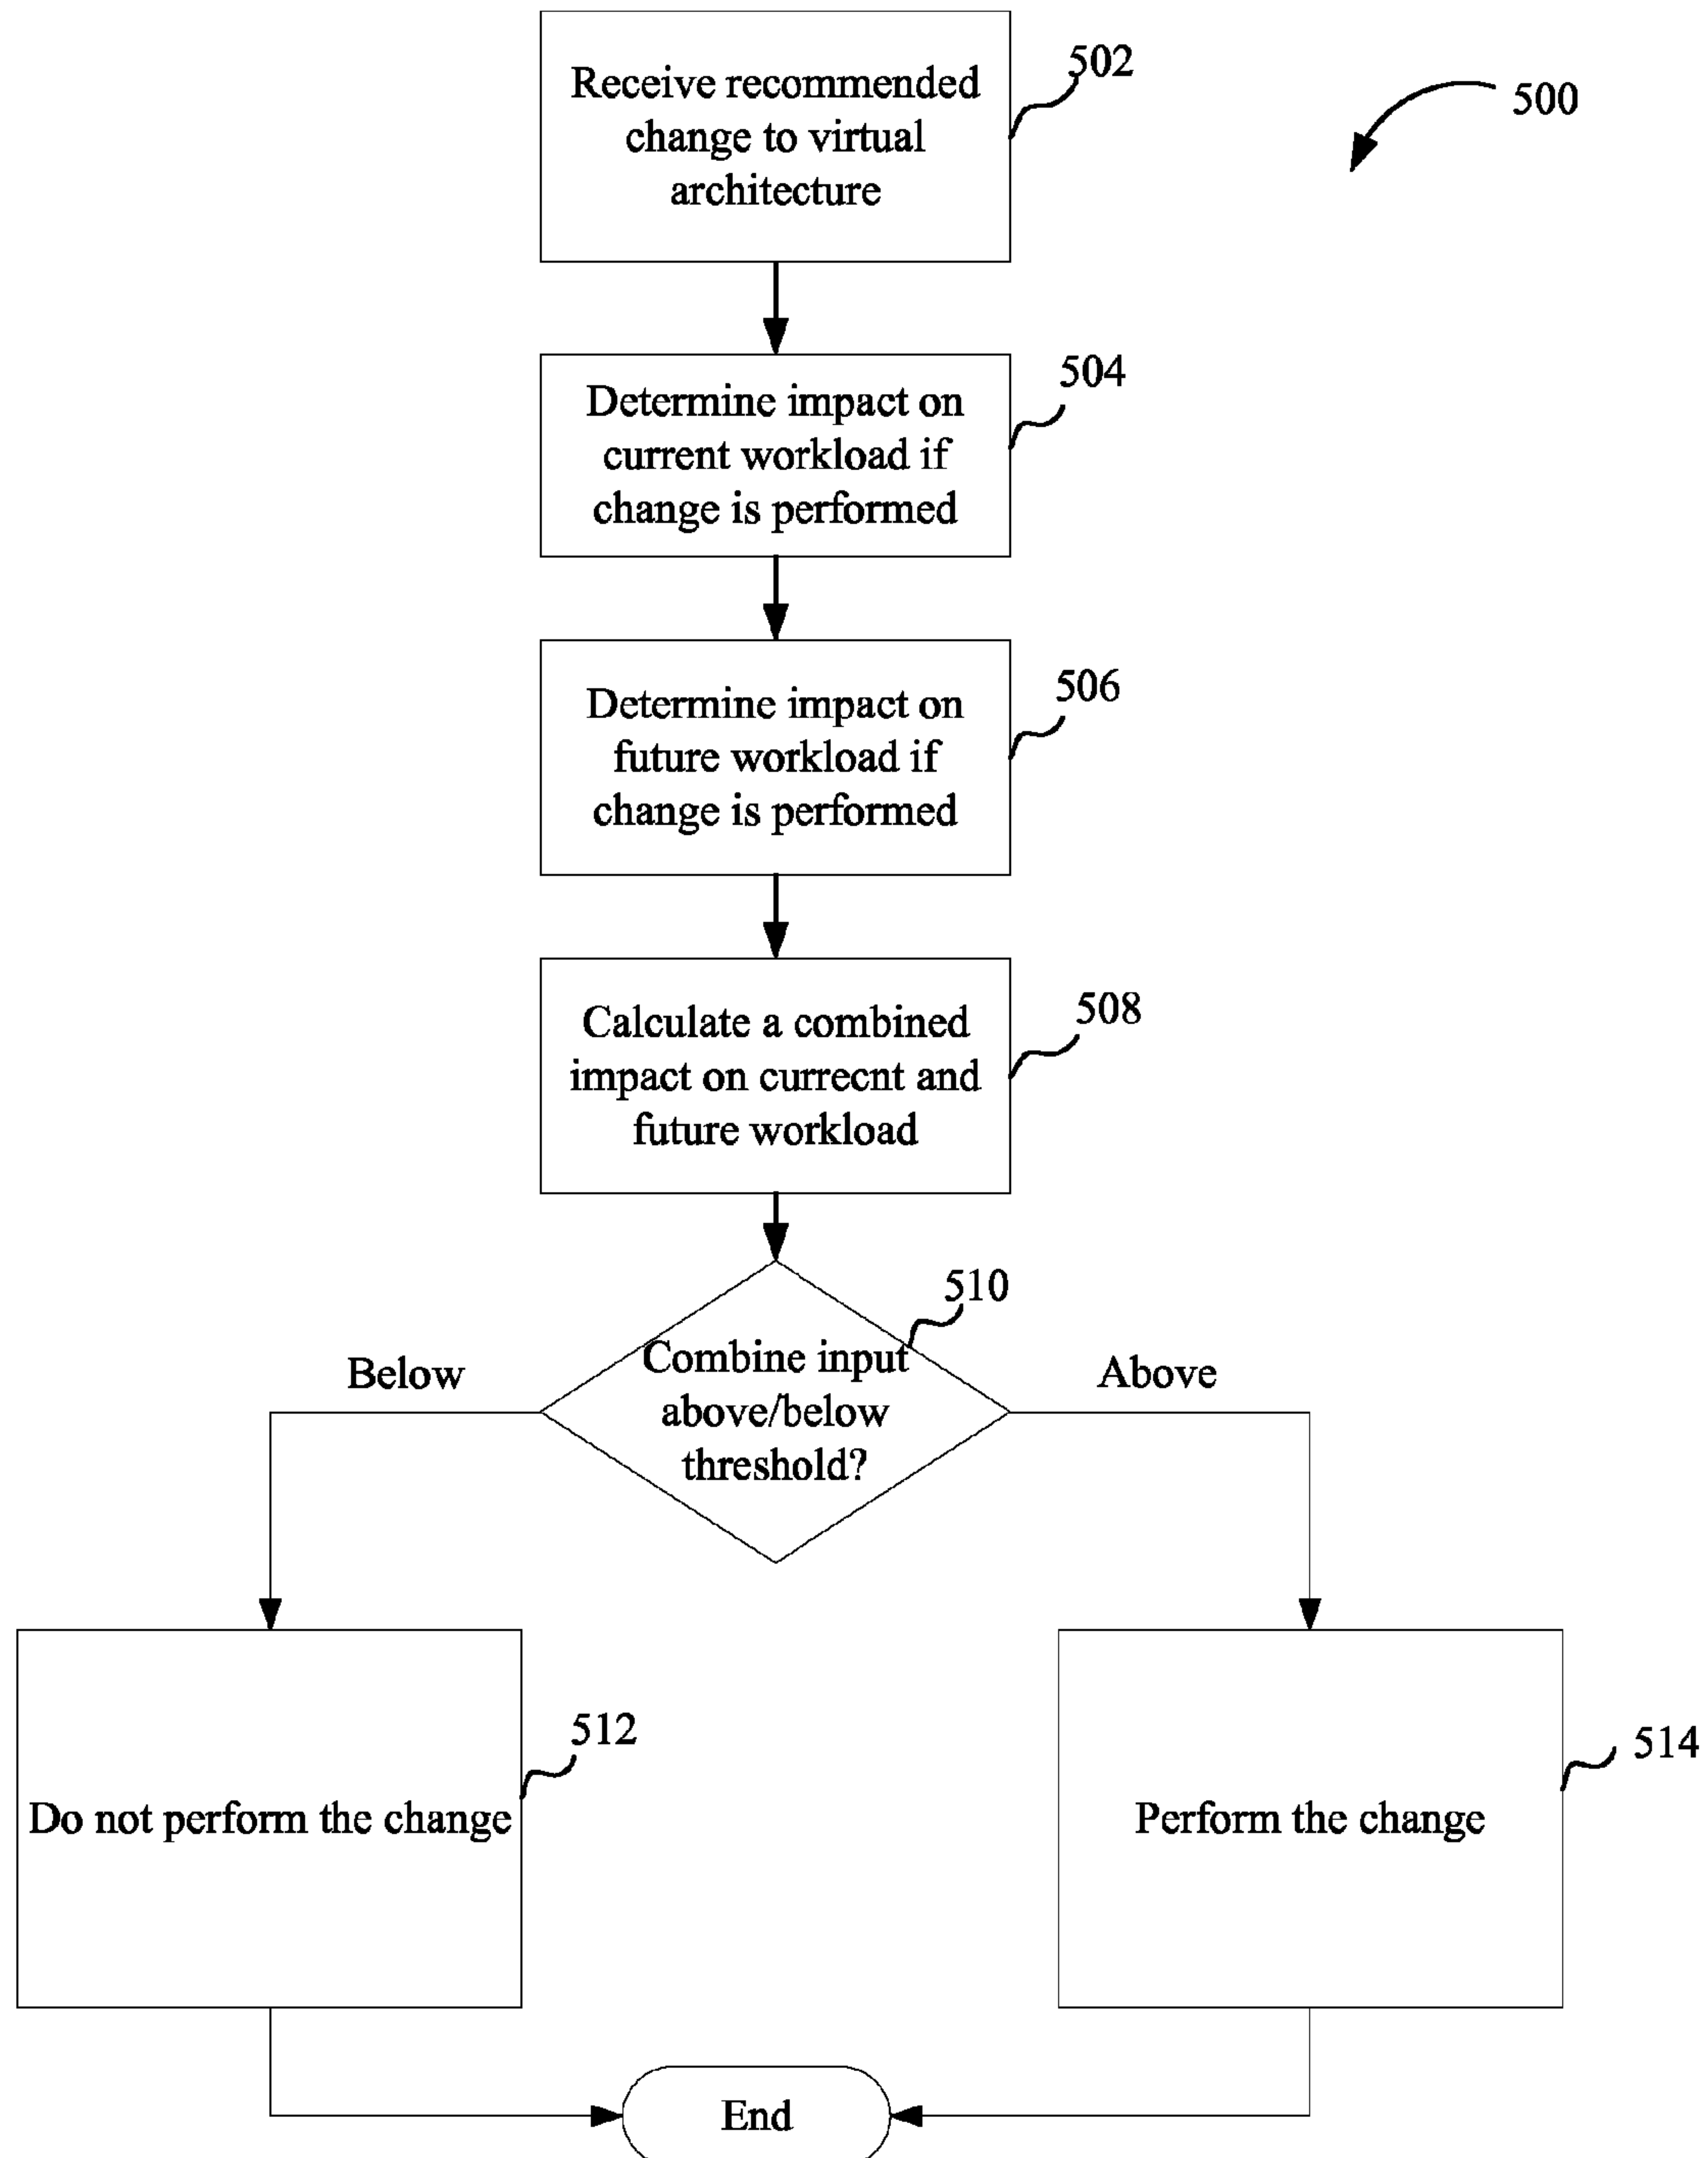 Receive recommended
change to virtual
architecture
502
500
Determine impact on
current workload if
change is performed
504
Determine impact on
future workload if
change is performed
506
Calculate a combined
impact on currecnt and
future workload
508
510
Combine input
above/below
threshold?
Below
Above
Do not perform the change
512
Perform the change
514
End